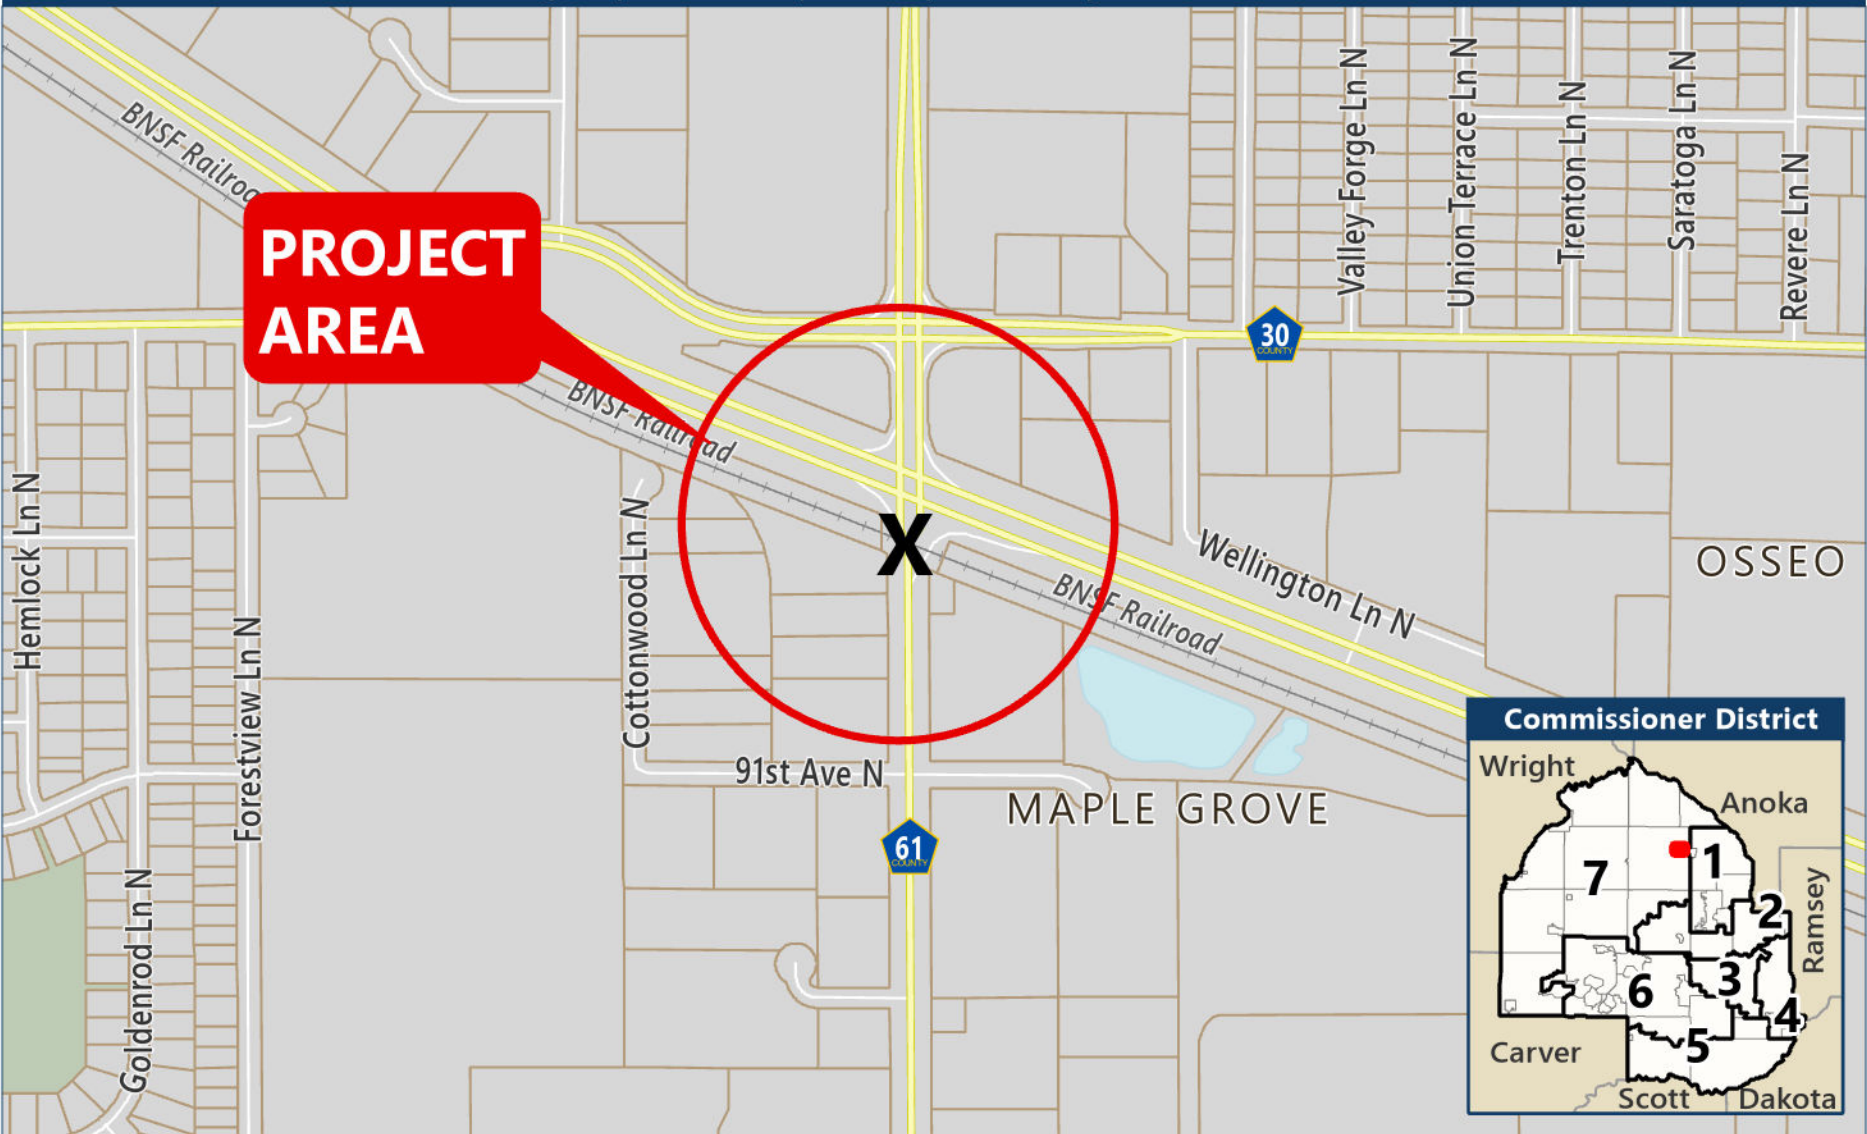 BNSF Railroa
PROJECT
AREA
Valley Forge Ln N
Union Terrace Ln N
Trenton Ln N
Saratoga Ln N
Revere Ln N
30
COUNTY
BNSF Railroad
X
Hemlock Ln N
Cottonwood Ln N
Wellington Ln N
OSSEO
BNSF Railroad
Forestview Ln N
91st Ave N
MAPLE GROVE
61
COUNTY
Goldenrod Ln N
Commissioner District
Wright
Anoka
1
7
2
Ramsey
3
6
4
5
Carver
Scott
Dakota